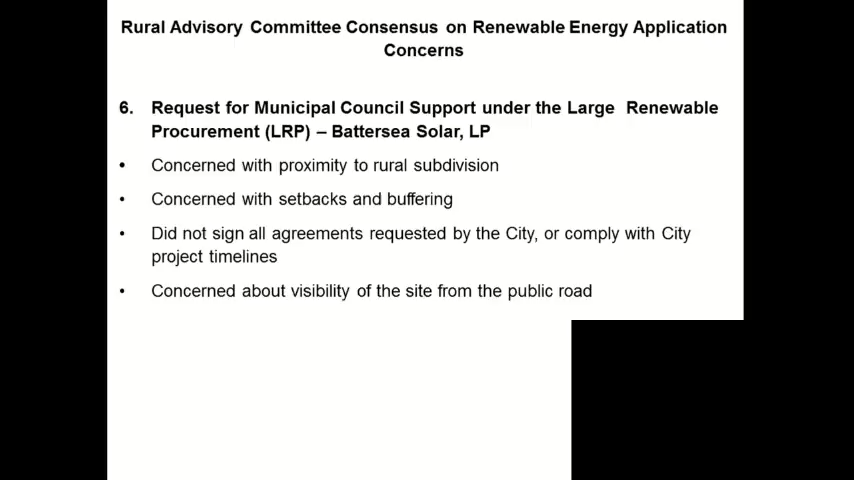 Rural Advisory Committee Consensus on Renewable Energy Application
Concerns
6. Request for Municipal Council Support under the Large Renewable
Procurement (LRP) – Battersea Solar, LP
• Concerned with proximity to rural subdivision
• Concerned with setbacks and buffering
• Did not sign all agreements requested by the City, or comply with City
project timelines
• Concerned about visibility of the site from the public road